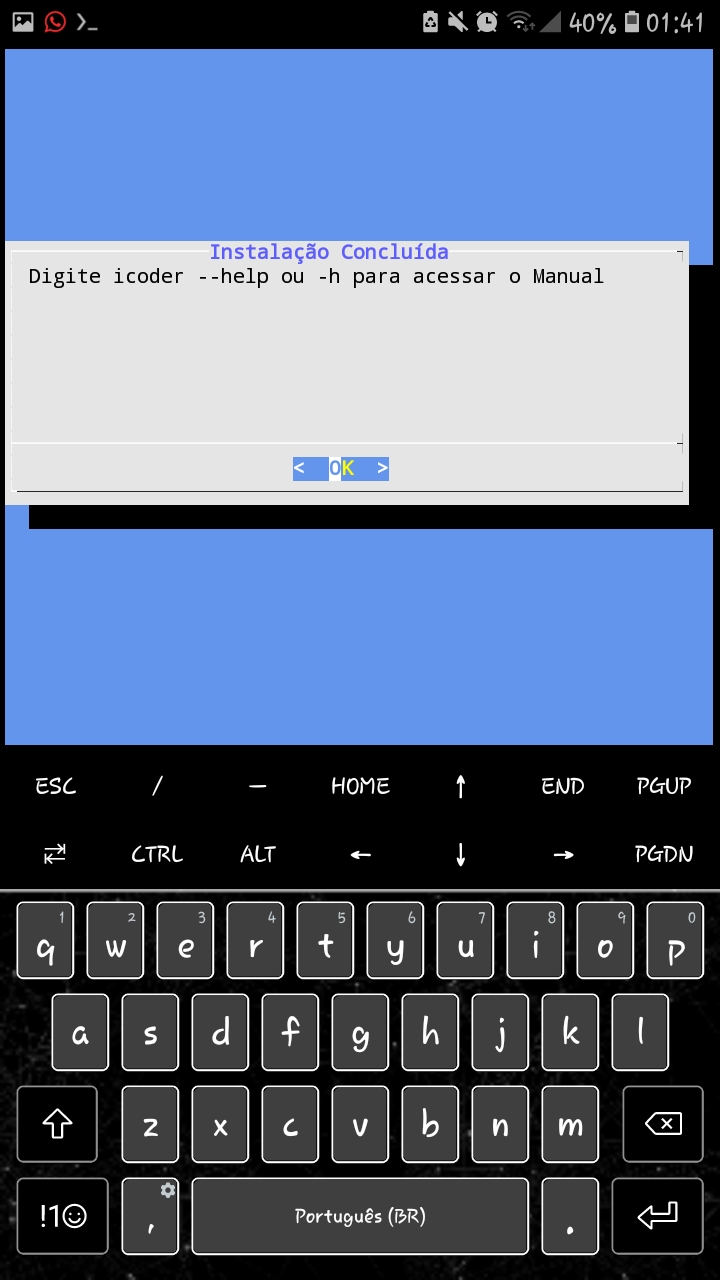 40% 01:41
Instalação Concluída
Digite icoder --help ou -h para acessar o Manual
< OK >
ESC / — HOME ↑ END PGUP
CTRL ALT ← ↓ → PGDN
1 2 3 4 5 6 7 8 9 0
q w e r t y u i o p
a s d f g h j k l
z x c v b n m
!1☺ , Português (BR) .